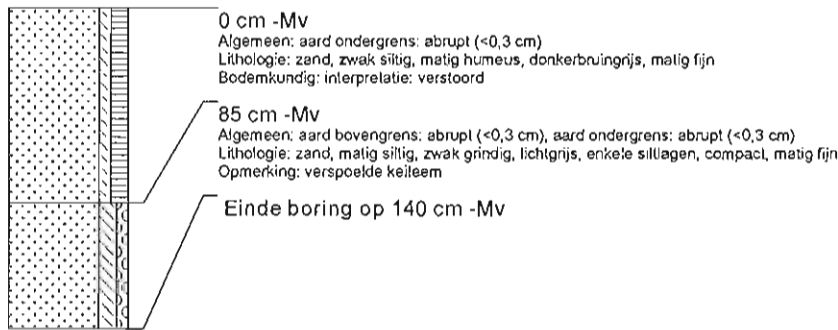 0 cm -Mv
Algemeen: aard ondergrens: abrupt (<0,3 cm)
Lithologie: zand, zwak siltig, matig humeus, donkerbruingrijs, matig fijn
Bodemkundig: interpretatie: verstoord
85 cm -Mv
Algemeen: aard bovengrens: abrupt (<0,3 cm), aard ondergrens: abrupt (<0,3 cm)
Lithologie: zand, matig siltig, zwak grindig, lichtgrijs, enkele siltlagen, compact, matig fijn
Opmerking: verspoelde keileem
Einde boring op 140 cm -Mv